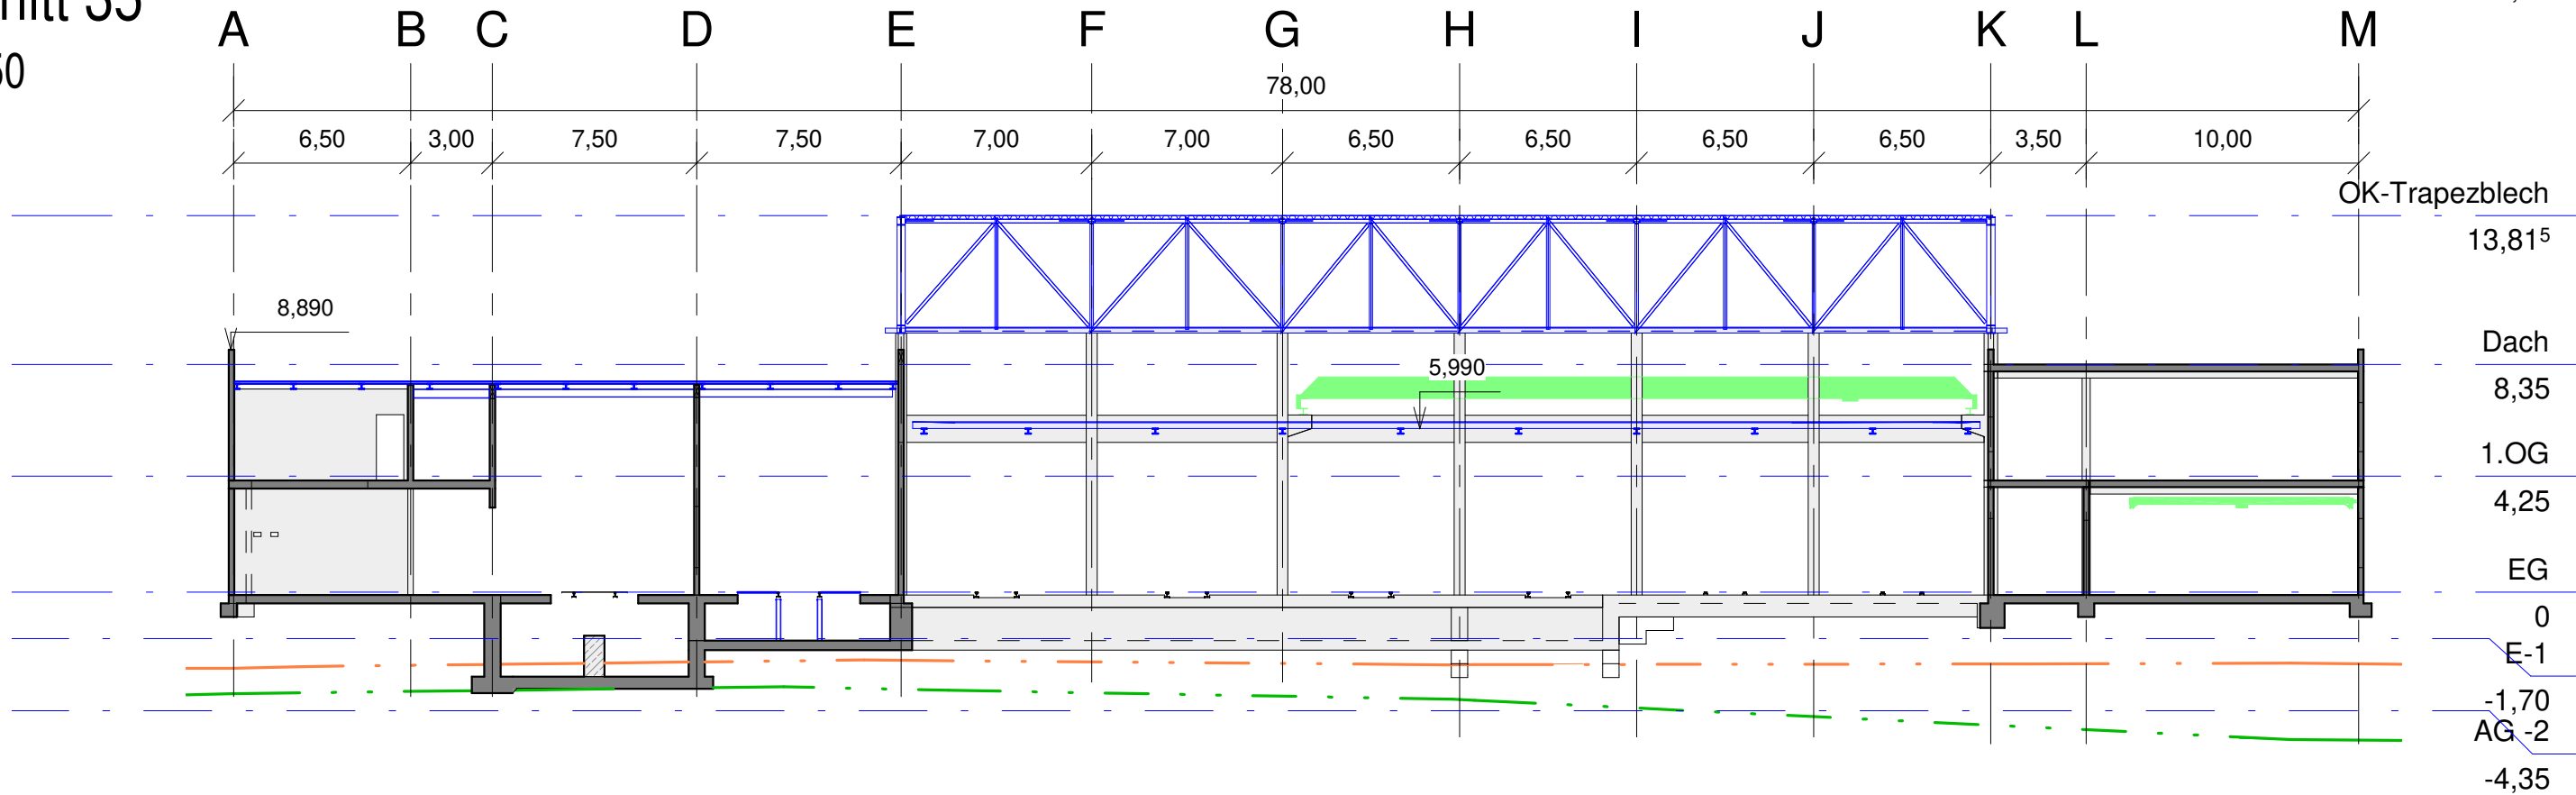 A B C D E F G H I J K L M
78,00
6,50 3,00 7,50 7,50 7,00 7,00 6,50 6,50 6,50 6,50 3,50 10,00
OK-Trapezblech
13,81⁵
8,890
Dach
5,990
8,35
1.OG
4,25
EG
0
E-1
-1,70
AG -2
-4,35